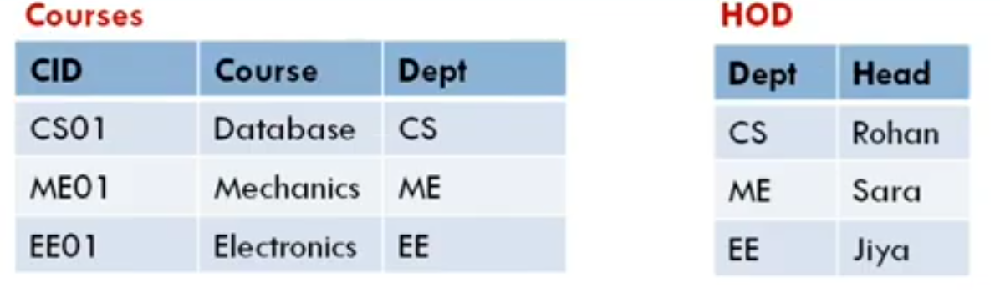 Courses
CID Course Dept
CS01 Database CS
ME01 Mechanics ME
EE01 Electronics EE
HOD
Dept Head
CS Rohan
ME Sara
EE Jiya